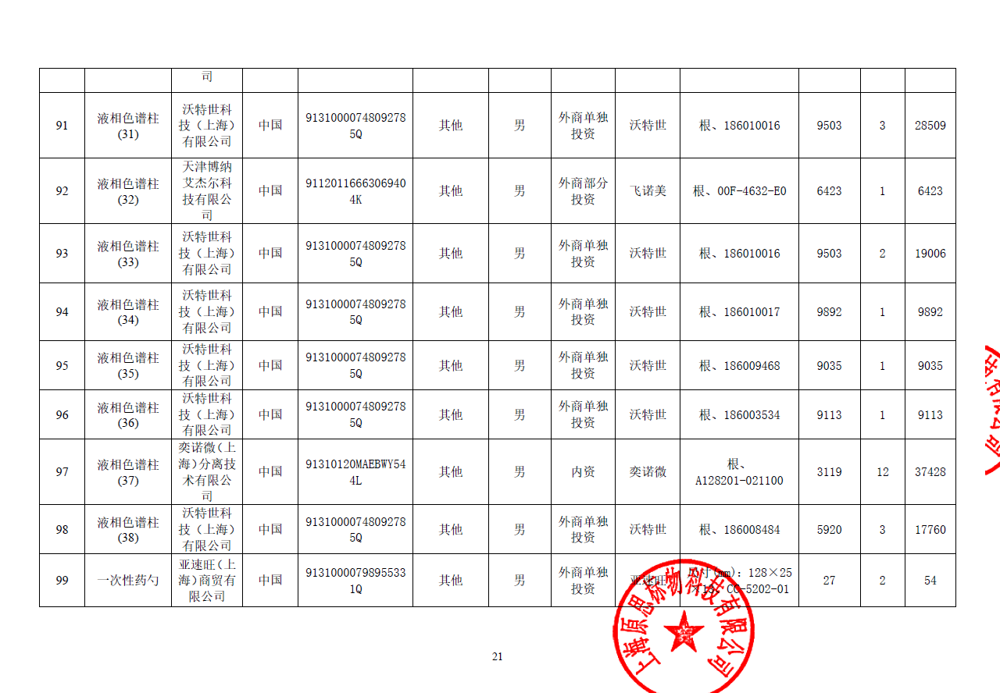 司
91 液相色谱柱(31) 沃特世科技（上海）有限公司 中国 91310000748092785Q 其他 男 外商单独投资 沃特世 根、186010016 9503 3 28509
92 液相色谱柱(32) 天津博纳艾杰尔科技有限公司 中国 91120116663069404K 其他 男 外商部分投资 飞诺美 根、00F-4632-E0 6423 1 6423
93 液相色谱柱(33) 沃特世科技（上海）有限公司 中国 91310000748092785Q 其他 男 外商单独投资 沃特世 根、186010016 9503 2 19006
94 液相色谱柱(34) 沃特世科技（上海）有限公司 中国 91310000748092785Q 其他 男 外商单独投资 沃特世 根、186010017 9892 1 9892
95 液相色谱柱(35) 沃特世科技（上海）有限公司 中国 91310000748092785Q 其他 男 外商单独投资 沃特世 根、186009468 9035 1 9035
96 液相色谱柱(36) 沃特世科技（上海）有限公司 中国 91310000748092785Q 其他 男 外商单独投资 沃特世 根、186003534 9113 1 9113
97 液相色谱柱(37) 奕诺微（上海）分离技术有限公司 中国 91310120MAEBWY544L 其他 男 内资 奕诺微 根、A128201-021100 3119 12 37428
98 液相色谱柱(38) 沃特世科技（上海）有限公司 中国 91310000748092785Q 其他 男 外商单独投资 沃特世 根、186008484 5920 3 17760
99 一次性药勺 亚速旺（上海）商贸有限公司 中国 91310000798955331Q 其他 男 外商单独投资 亚速旺 尺寸(mm)：128×25 CC-5202-01 27 2 54
上海原思标物科技有限公司
21